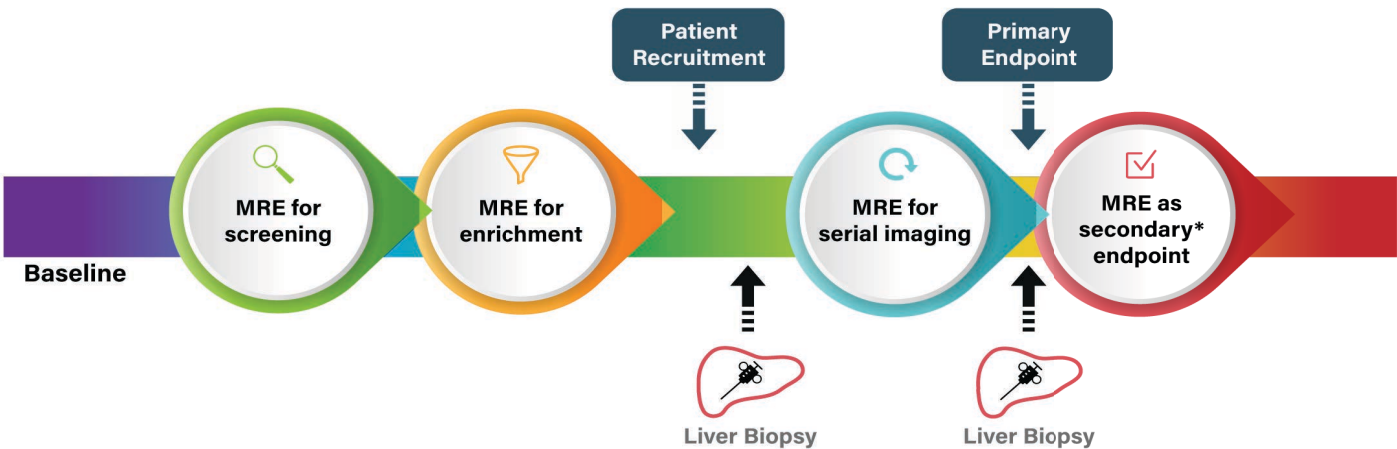 Patient
Recruitment
Primary
Endpoint
MRE for
screening
MRE for
enrichment
MRE for
serial imaging
MRE as
secondary*
endpoint
Baseline
Liver Biopsy
Liver Biopsy